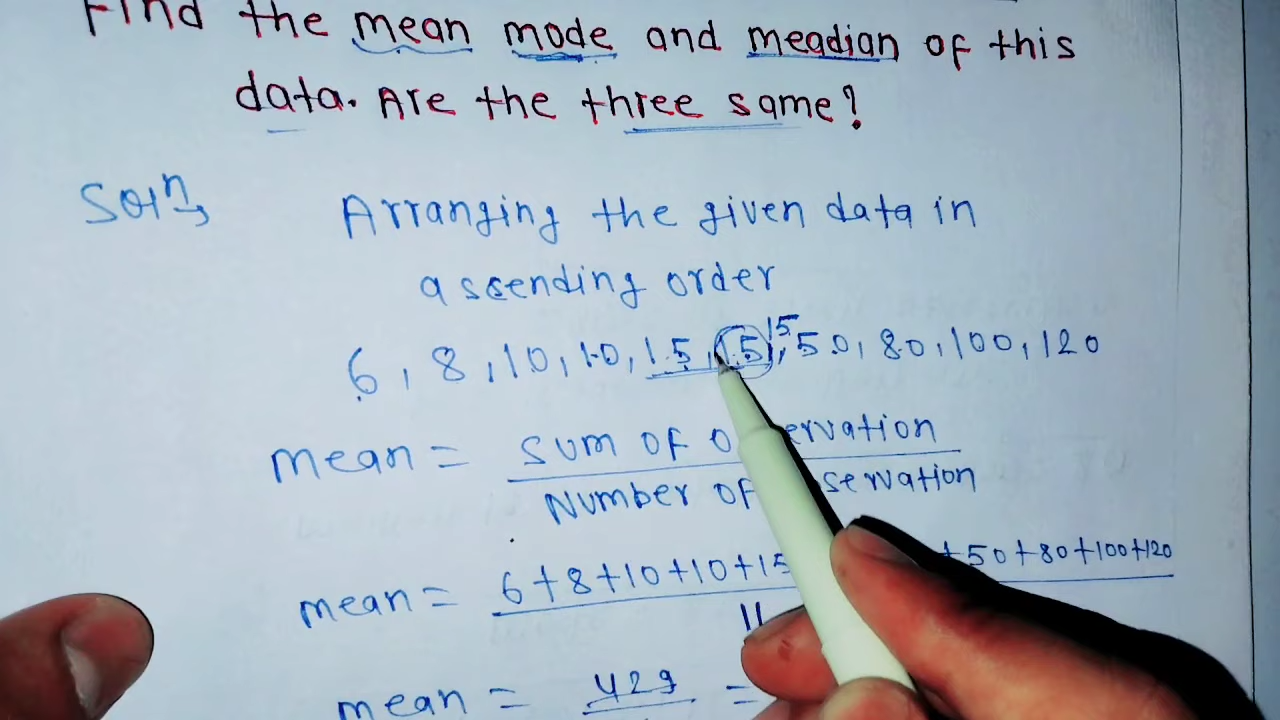 Find the mean mode and meadian of this
data. Are the three same?
Solⁿ→
Arranging the given data in
ascending order
6, 8, 10, 10, 15, 15, 15, 50, 80, 100, 120
mean = sum of
Number of
mean = 6+8+10+10+15 +50+80+100+120
11
mean = 429 =